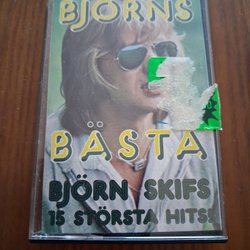 BJÖRNS
BÄSTA
BJÖRN SKIFS
15 STÖRSTA HITS!